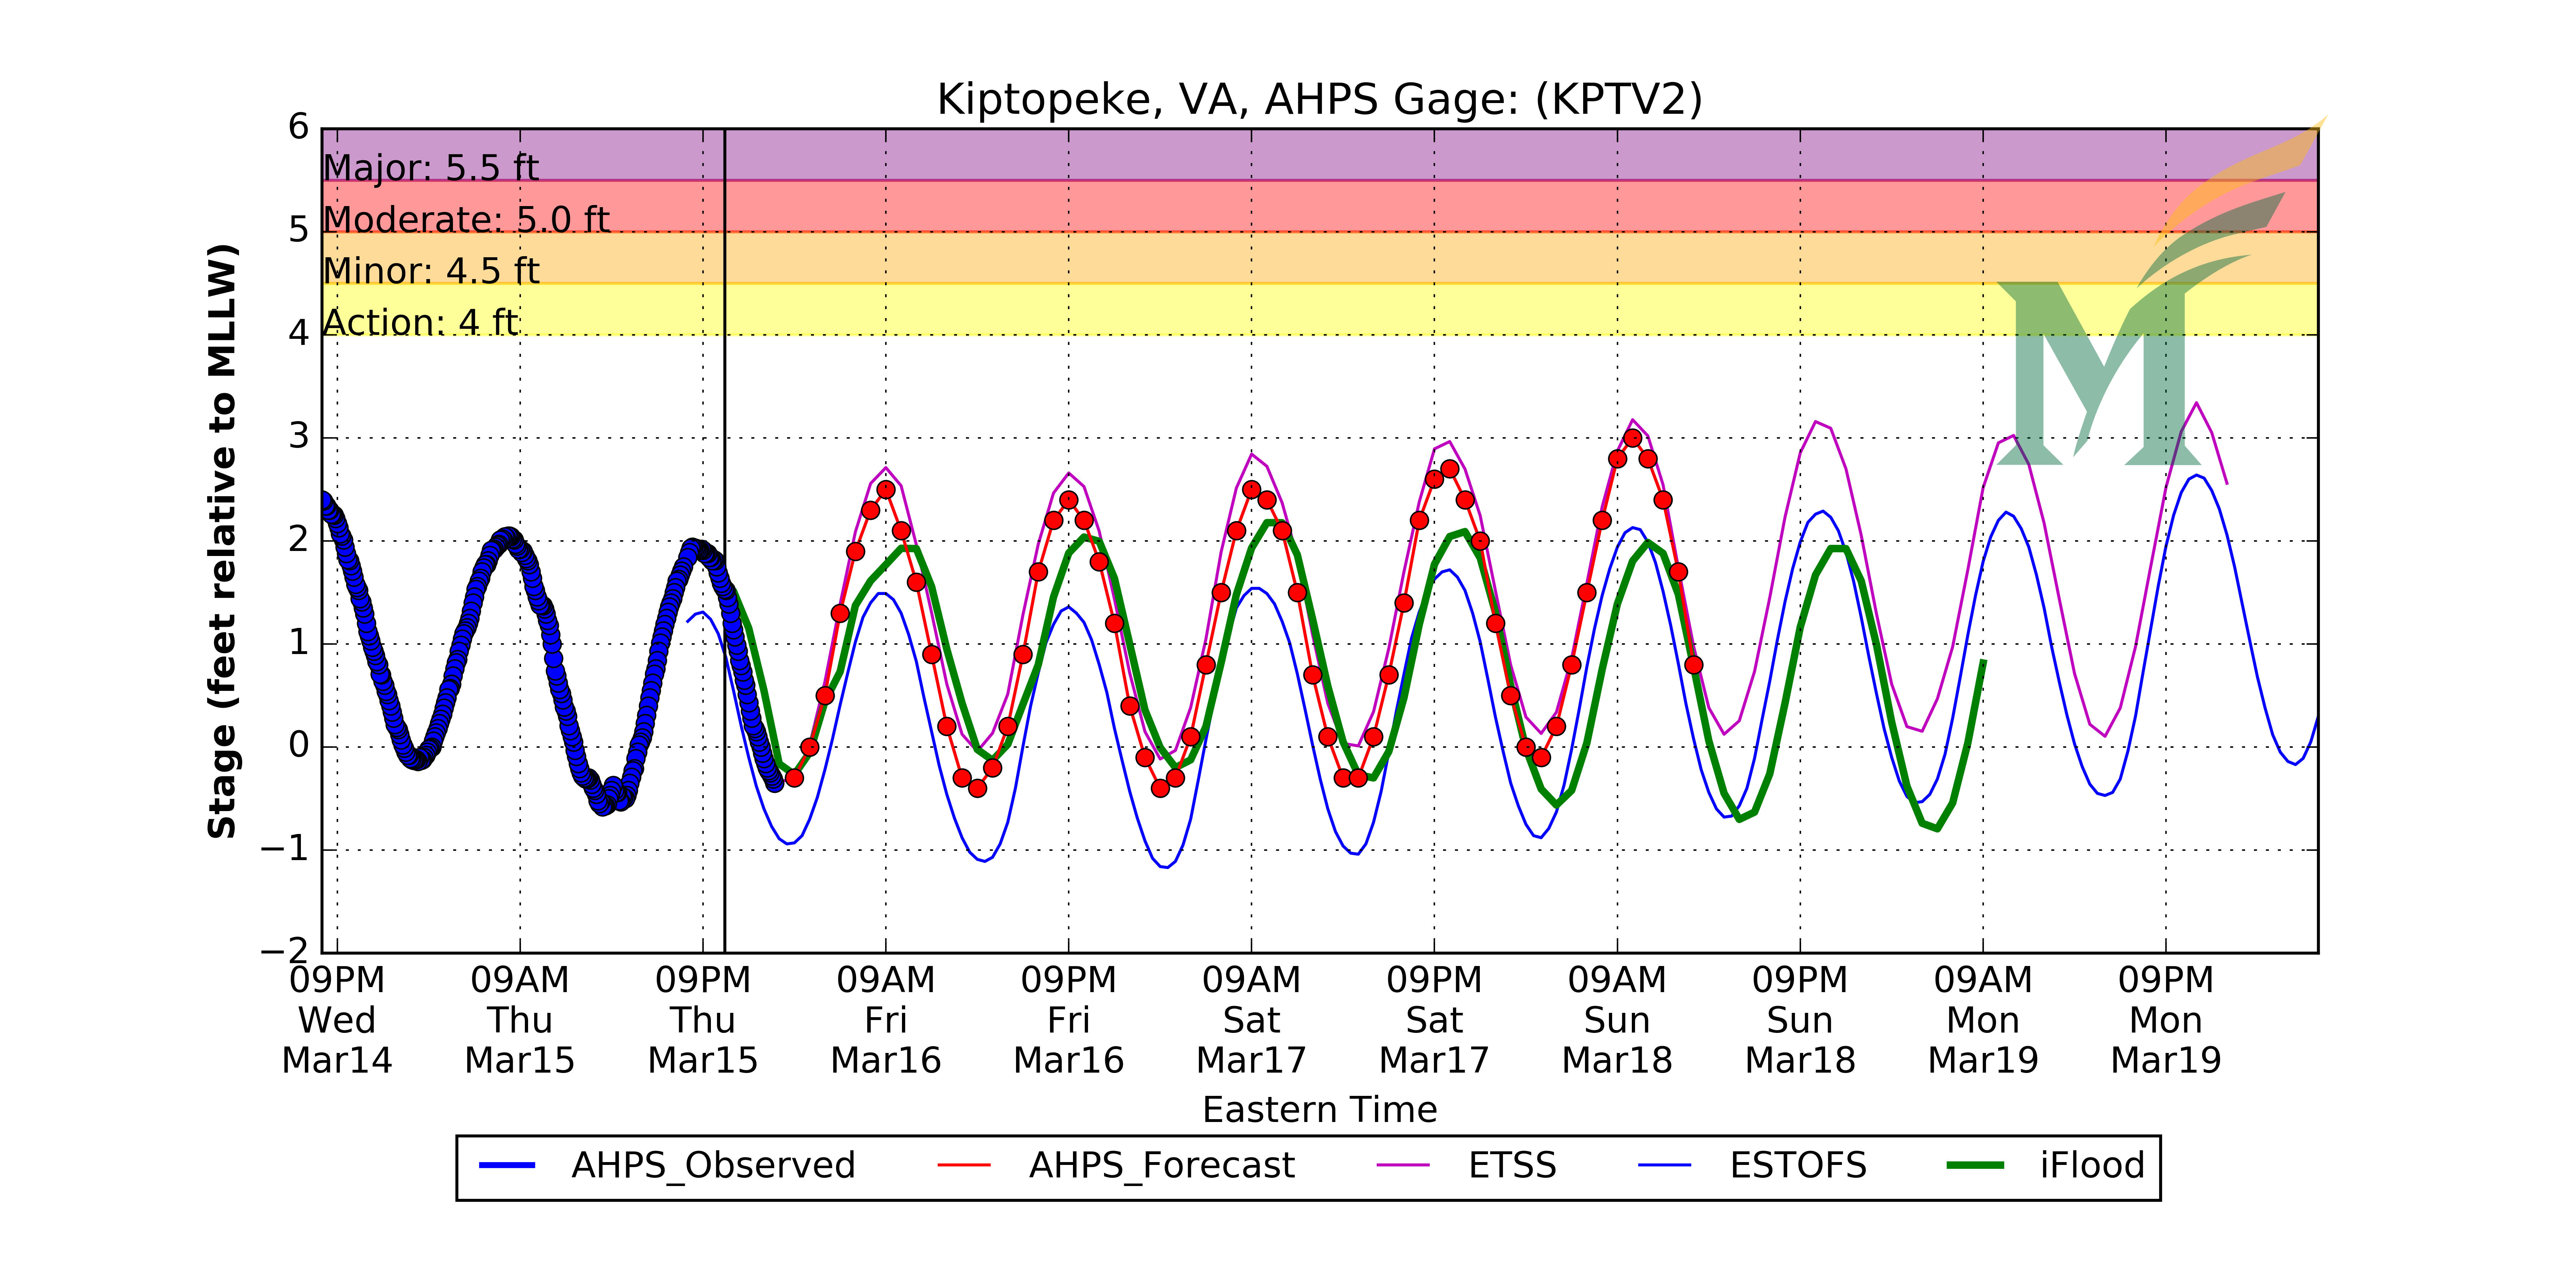 Kiptopeke, VA, AHPS Gage: (KPTV2)
Stage (feet relative to MLLW)
6
5
4
3
2
1
0
−1
−2
Major: 5.5 ft
Moderate: 5.0 ft
Minor: 4.5 ft
Action: 4 ft
M
09PM 09AM 09PM 09AM 09PM 09AM 09PM 09AM 09PM 09AM 09PM
Wed Thu Thu Fri Fri Sat Sat Sun Sun Mon Mon
Mar14 Mar15 Mar15 Mar16 Mar16 Mar17 Mar17 Mar18 Mar18 Mar19 Mar19
Eastern Time
AHPS_Observed AHPS_Forecast ETSS ESTOFS iFlood